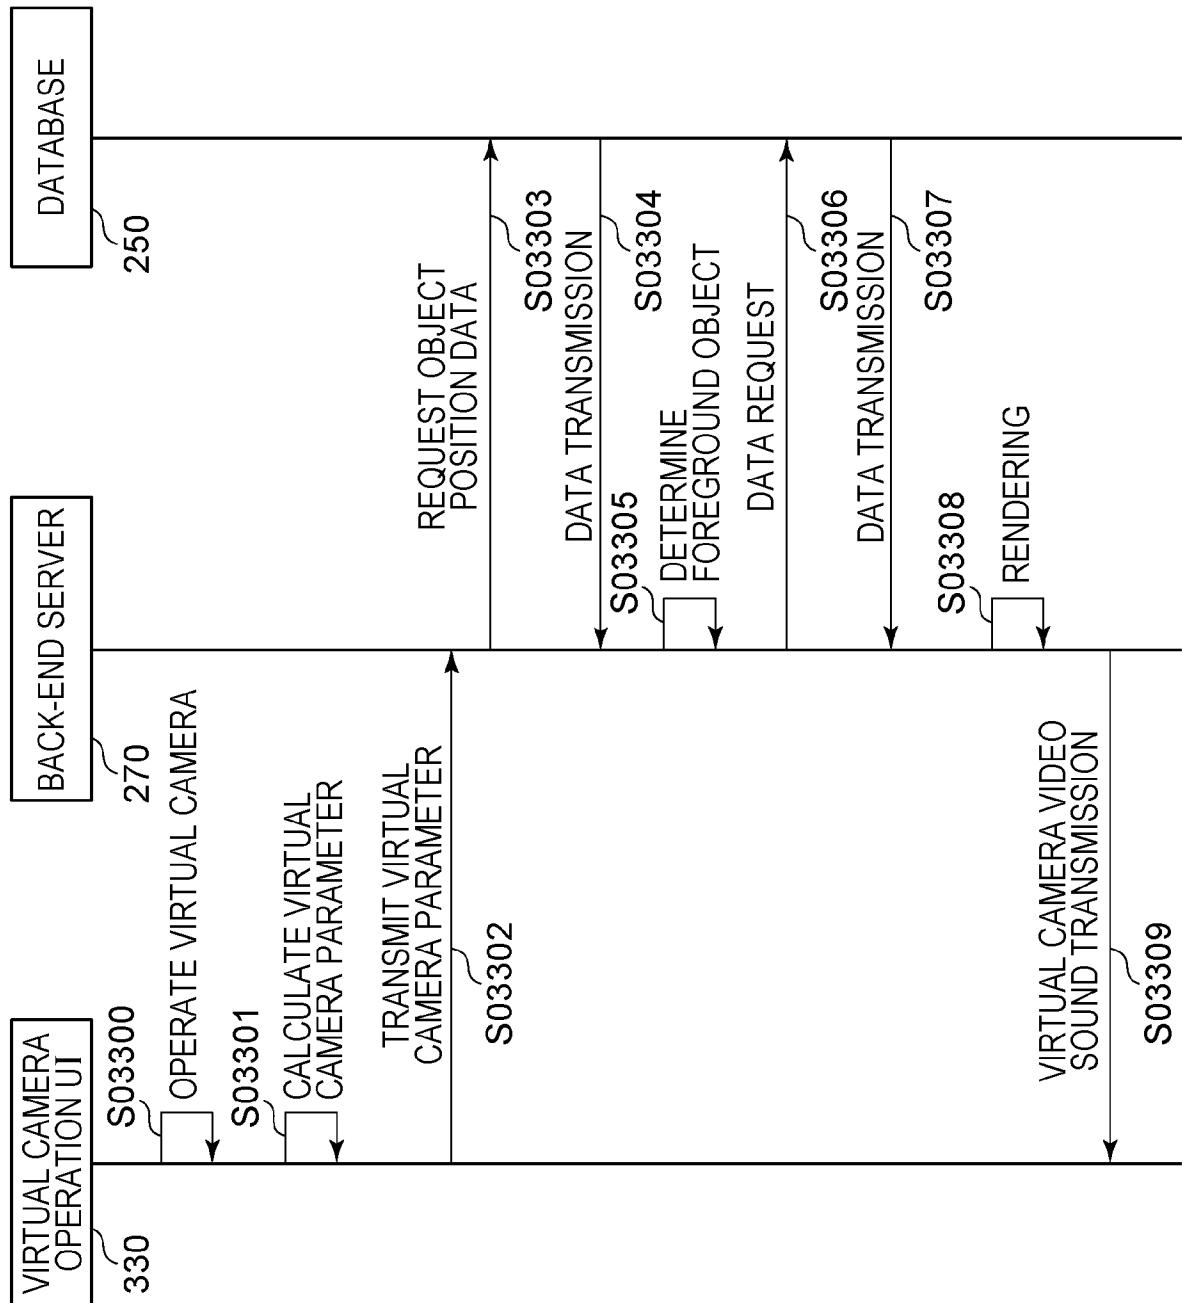 VIRTUAL CAMERA
OPERATION UI
330
BACK-END SERVER
270
DATABASE
250
S03300
OPERATE VIRTUAL CAMERA
S03301
CALCULATE VIRTUAL
CAMERA PARAMETER
TRANSMIT VIRTUAL
CAMERA PARAMETER
S03302
REQUEST OBJECT
POSITION DATA
S03303
DATA TRANSMISSION
S03304
S03305
DETERMINE
FOREGROUND OBJECT
DATA REQUEST
S03306
DATA TRANSMISSION
S03307
S03308
RENDERING
VIRTUAL CAMERA VIDEO
SOUND TRANSMISSION
S03309